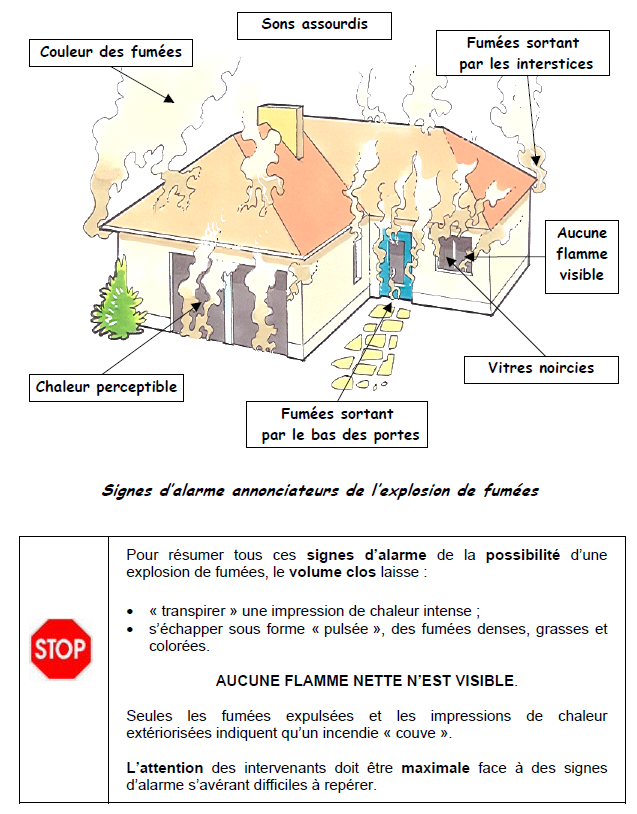 Sons assourdis
Couleur des fumées
Fumées sortant
par les interstices
Aucune
flamme
visible
Vitres noircies
Chaleur perceptible
Fumées sortant
par le bas des portes
Signes d'alarme annonciateurs de l'explosion de fumées
STOP
Pour résumer tous ces signes d'alarme de la possibilité d'une
explosion de fumées, le volume clos laisse :
• « transpirer » une impression de chaleur intense ;
• s'échapper sous forme « pulsée », des fumées denses, grasses et
colorées.
AUCUNE FLAMME NETTE N'EST VISIBLE.
Seules les fumées expulsées et les impressions de chaleur
extériorisées indiquent qu'un incendie « couve ».
L'attention des intervenants doit être maximale face à des signes
d'alarme s'avérant difficiles à repérer.